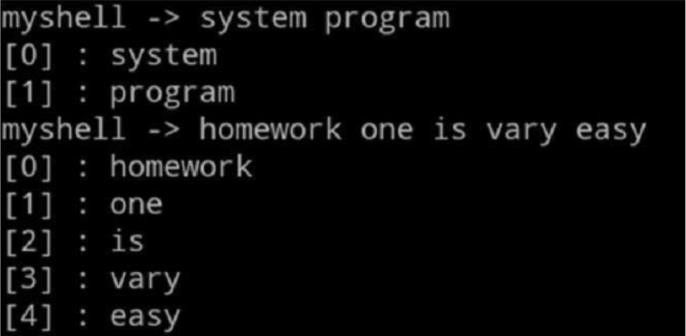 myshell -> system program
[0] : system
[1] : program
myshell -> homework one is vary easy
[0] : homework
[1] : one
[2] : is
[3] : vary
[4] : easy